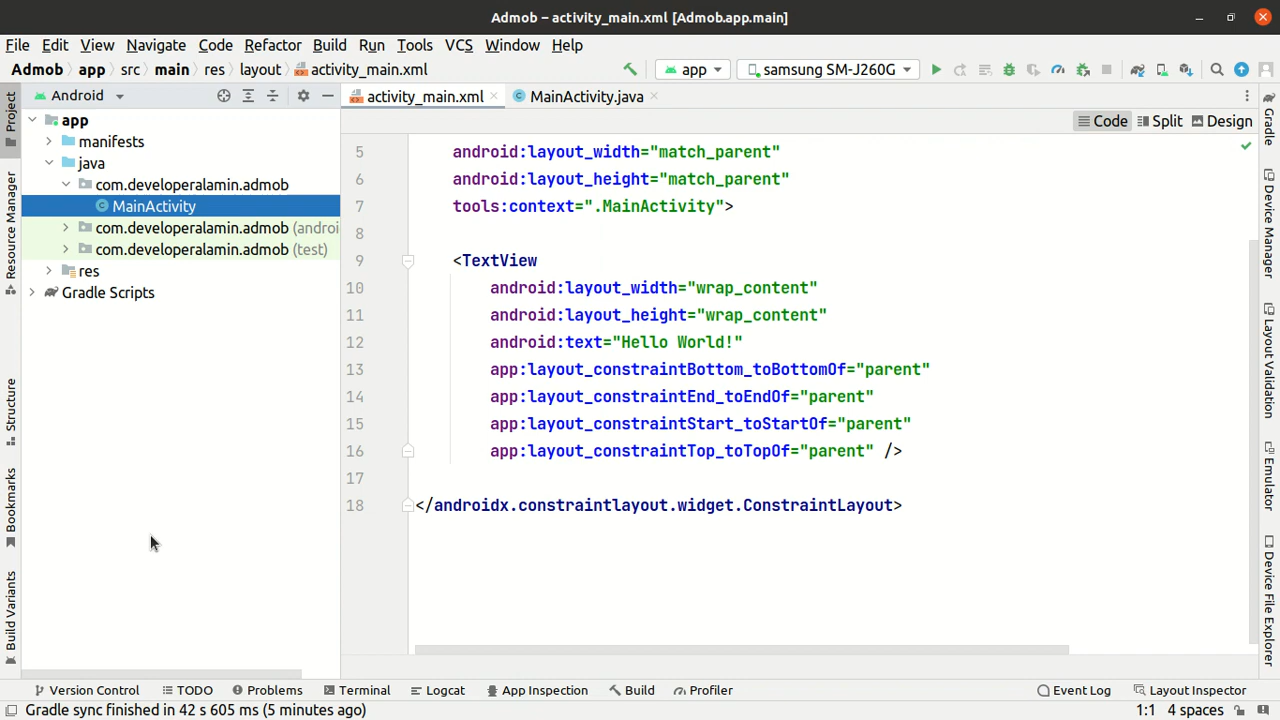 Admob – activity_main.xml [Admob.app.main]
File Edit View Navigate Code Refactor Build Run Tools VCS Window Help
Admob app src main res layout activity_main.xml app samsung SM-J260G
Android activity_main.xml MainActivity.java
Code Split Design
app
manifests
java
com.developeralamin.admob
MainActivity
com.developeralamin.admob (androi
com.developeralamin.admob (test)
res
Gradle Scripts
5 android:layout_width="match_parent"
6 android:layout_height="match_parent"
7 tools:context=".MainActivity">
8
9 <TextView
10 android:layout_width="wrap_content"
11 android:layout_height="wrap_content"
12 android:text="Hello World!"
13 app:layout_constraintBottom_toBottomOf="parent"
14 app:layout_constraintEnd_toEndOf="parent"
15 app:layout_constraintStart_toStartOf="parent"
16 app:layout_constraintTop_toTopOf="parent" />
17
18 </androidx.constraintlayout.widget.ConstraintLayout>
Project
Resource Manager
Structure
Bookmarks
Build Variants
Gradle
Device Manager
Layout Validation
Emulator
Device File Explorer
Version Control TODO Problems Terminal Logcat App Inspection Build Profiler Event Log Layout Inspector
Gradle sync finished in 42 s 605 ms (5 minutes ago) 1:1 4 spaces